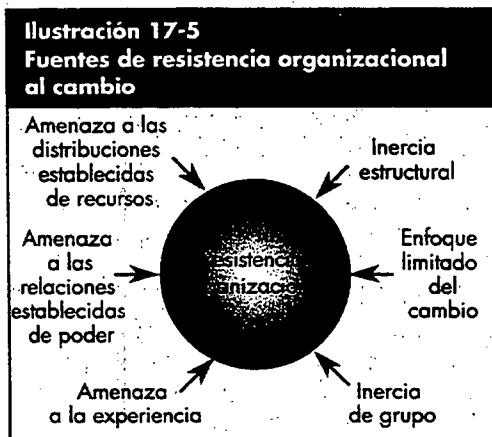 Ilustración 17-5
Fuentes de resistencia organizacional
al cambio
Amenaza a las
distribuciones
establecidas
de recursos
Inercia
estructural
Amenaza
a las
relaciones
establecidas
de poder
Enfoque
limitado
del
cambio
Amenaza
a la experiencia
Inercia
de grupo